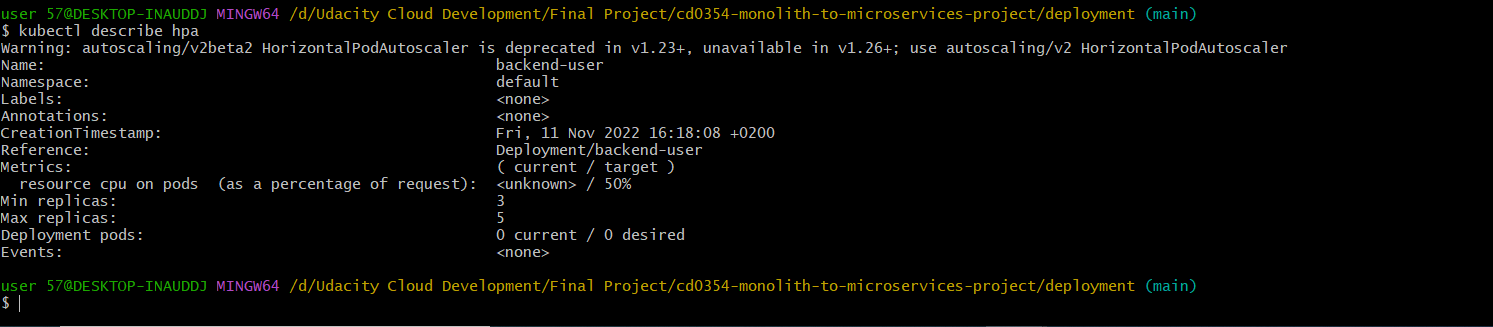 user 57@DESKTOP-INAUDDJ MINGW64 /d/Udacity Cloud Development/Final Project/cd0354-monolith-to-microservices-project/deployment (main)
$ kubectl describe hpa
Warning: autoscaling/v2beta2 HorizontalPodAutoscaler is deprecated in v1.23+, unavailable in v1.26+; use autoscaling/v2 HorizontalPodAutoscaler
Name: backend-user
Namespace: default
Labels: <none>
Annotations: <none>
CreationTimestamp: Fri, 11 Nov 2022 16:18:08 +0200
Reference: Deployment/backend-user
Metrics: ( current / target )
resource cpu on pods (as a percentage of request): <unknown> / 50%
Min replicas: 3
Max replicas: 5
Deployment pods: 0 current / 0 desired
Events: <none>
user 57@DESKTOP-INAUDDJ MINGW64 /d/Udacity Cloud Development/Final Project/cd0354-monolith-to-microservices-project/deployment (main)
$